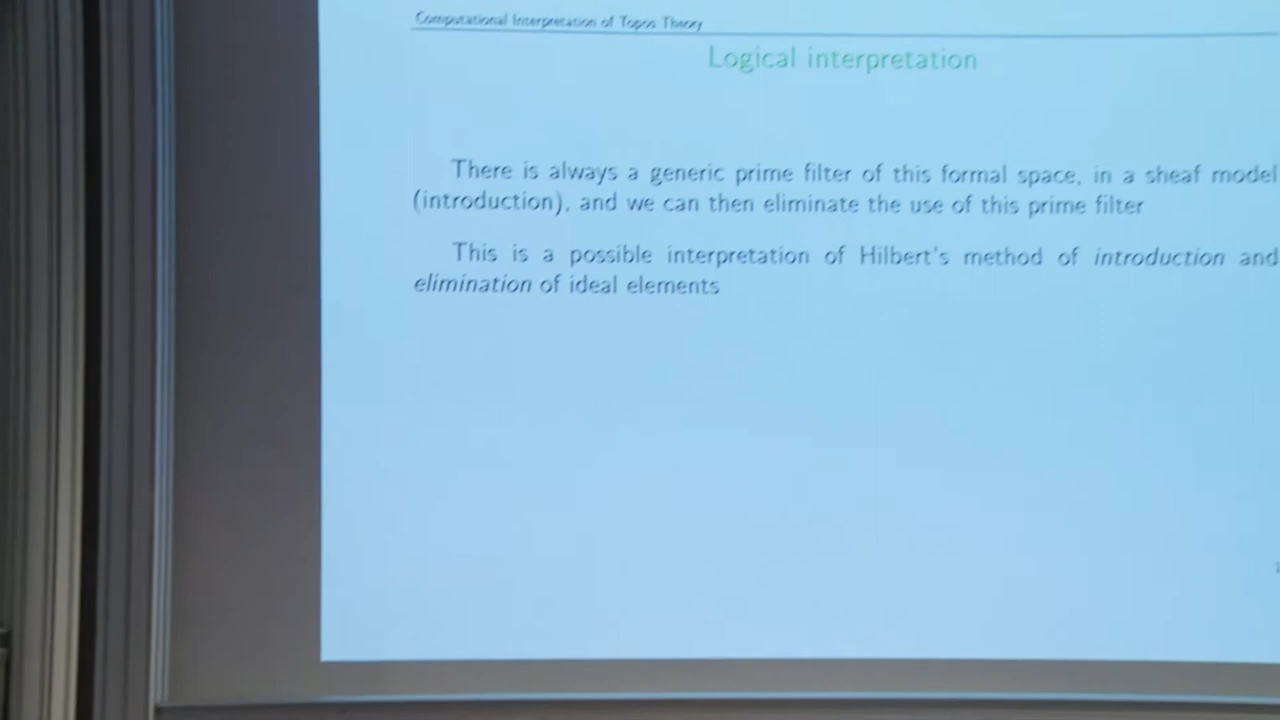 Computational Interpretation of Topos Theory
Logical interpretation
There is always a generic prime filter of this formal space, in a sheaf model
(introduction), and we can then eliminate the use of this prime filter
This is a possible interpretation of Hilbert's method of introduction and
elimination of ideal elements